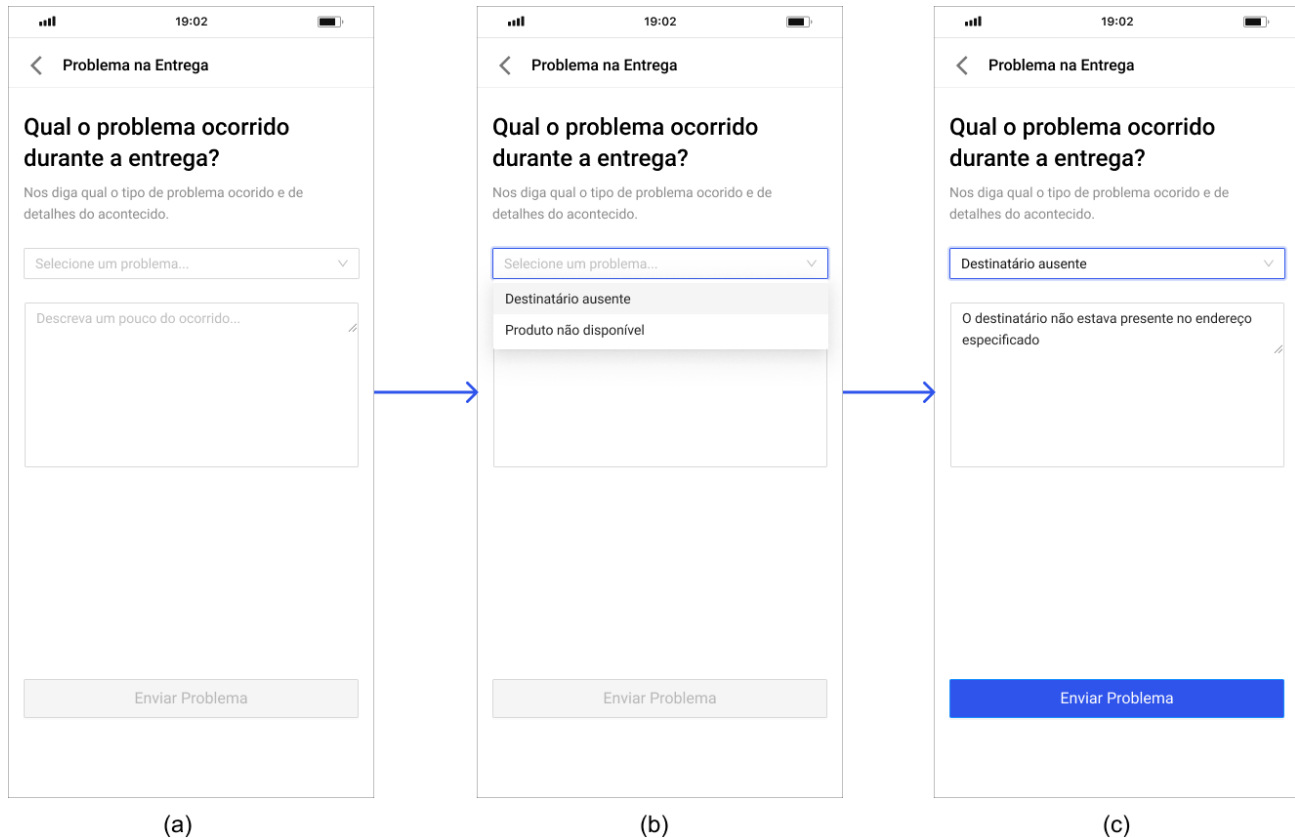 19:02
Problema na Entrega
Qual o problema ocorrido
durante a entrega?
Nos diga qual o tipo de problema ocorido e de
detalhes do acontecido.
Selecione um problema...
Descreva um pouco do ocorrido...
Enviar Problema
(a)
19:02
Problema na Entrega
Qual o problema ocorrido
durante a entrega?
Nos diga qual o tipo de problema ocorido e de
detalhes do acontecido.
Selecione um problema...
Destinatário ausente
Produto não disponível
Enviar Problema
(b)
19:02
Problema na Entrega
Qual o problema ocorrido
durante a entrega?
Nos diga qual o tipo de problema ocorido e de
detalhes do acontecido.
Destinatário ausente
O destinatário não estava presente no endereço
especificado
Enviar Problema
(c)